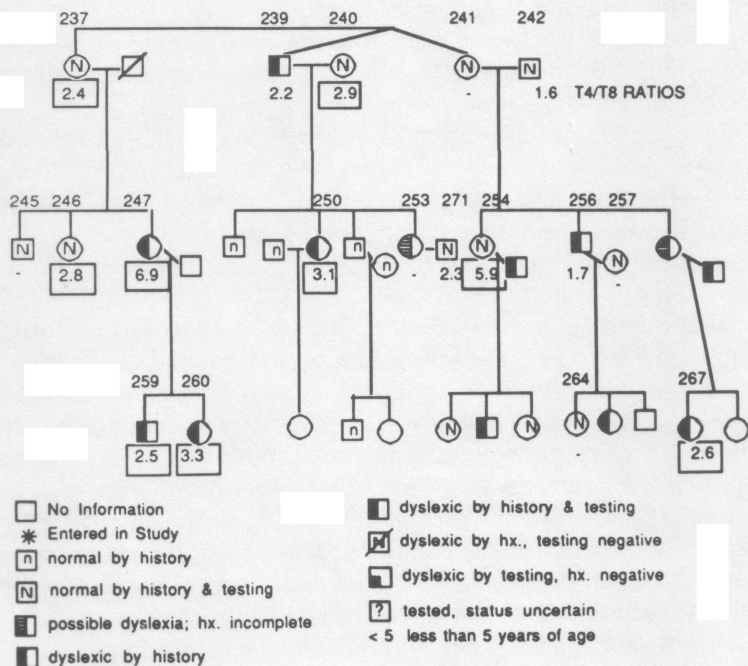 237 239 240 241 242
N N N N
2.4 2.2 2.9 - 1.6 T4/T8 RATIOS
245 246 247 250 253 271 254 256 257
N N n n n N N
n N
- 2.8 6.9 3.1 - 2.3 5.9 1.7 - -
259 260 264 267
n N N N
2.5 3.3 - 2.6
No Information
✳ Entered in Study
n normal by history
N normal by history & testing
possible dyslexia; hx. incomplete
dyslexic by history
dyslexic by history & testing
N dyslexic by hx., testing negative
dyslexic by testing, hx. negative
? tested, status uncertain
< 5 less than 5 years of age